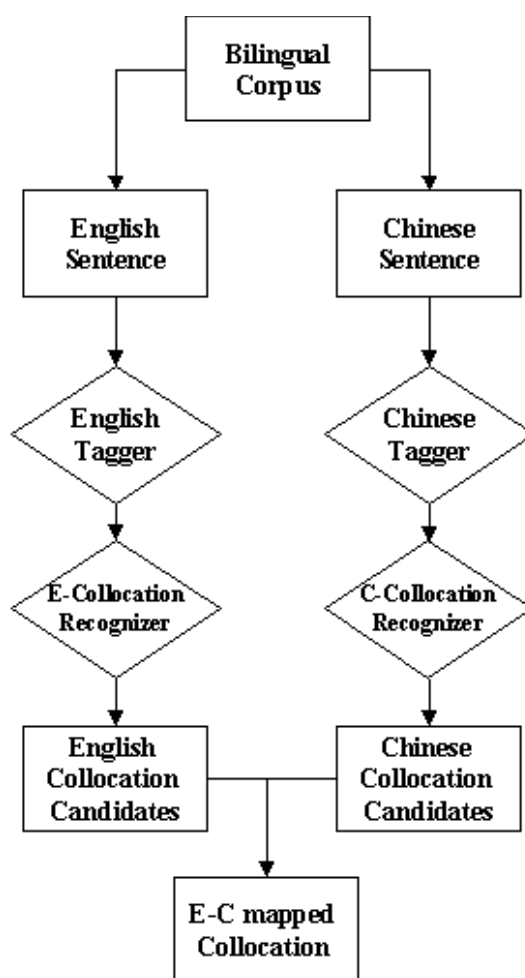 Bilingual
Corpus
English
Sentence
Chinese
Sentence
English
Tagger
Chinese
Tagger
E-Collocation
Recognizer
C-Collocation
Recognizer
English
Collocation
Candidates
Chinese
Collocation
Candidates
E-C mapped
Collocation